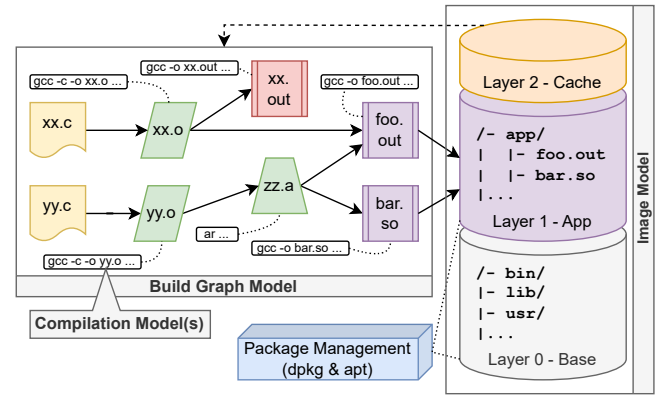 gcc -c -o xx.o ...
gcc -o xx.out ...
xx.
out
gcc -o foo.out ...
xx.c
xx.o
foo.
out
yy.c
yy.o
zz.a
bar.
so
ar ...
gcc -o bar.so ...
gcc -c -o yy.o ...
Build Graph Model
Compilation Model(s)
Package Management
(dpkg & apt)
Layer 2 - Cache
/- app/
| |- foo.out
| |- bar.so
|...
Layer 1 - App
/- bin/
|- lib/
|- usr/
|...
Layer 0 - Base
Image Model